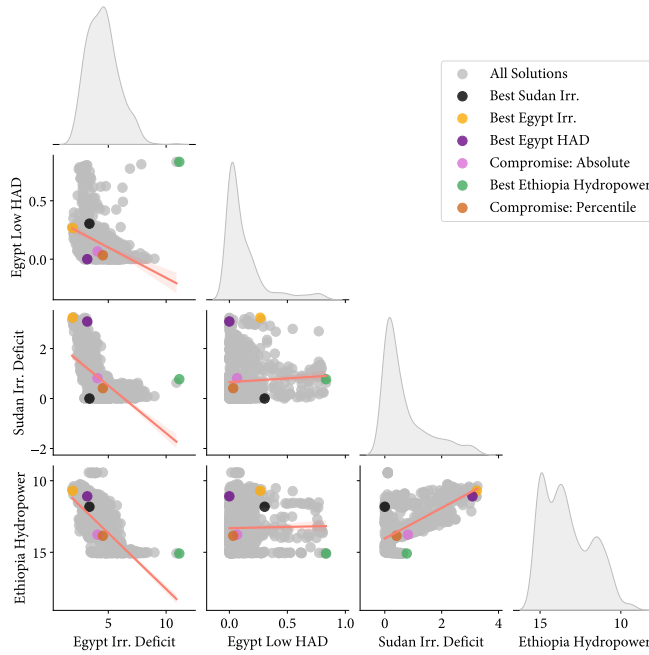 All Solutions
Best Sudan Irr.
Best Egypt Irr.
Best Egypt HAD
Compromise: Absolute
Best Ethiopia Hydropower
Compromise: Percentile
Egypt Low HAD
0.5
0.0
Sudan Irr. Deficit
2
0
−2
Ethiopia Hydropower
10
15
5 10
0.0 0.5 1.0
0 2 4
15 10
Egypt Irr. Deficit
Egypt Low HAD
Sudan Irr. Deficit
Ethiopia Hydropower